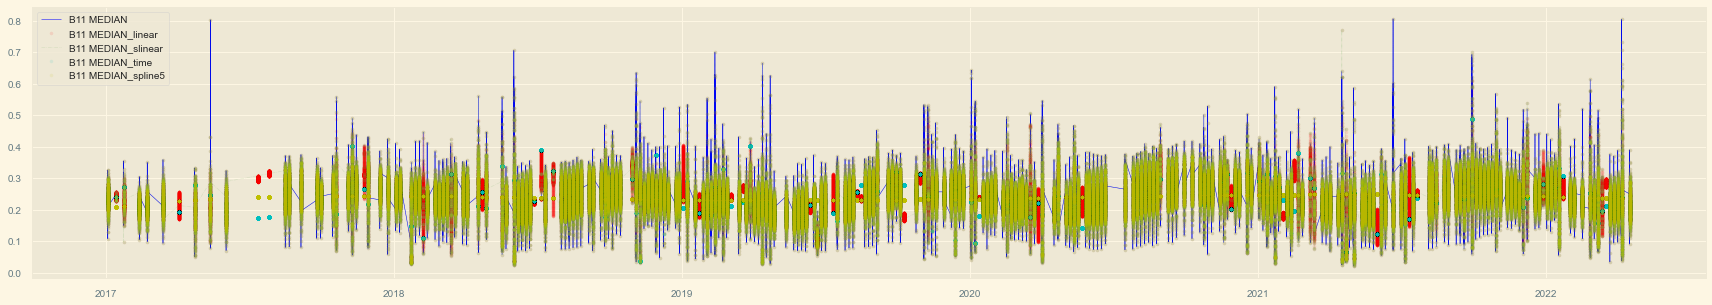 0.8
0.7
0.6
0.5
0.4
0.3
0.2
0.1
0.0
B11 MEDIAN
B11 MEDIAN_linear
B11 MEDIAN_slinear
B11 MEDIAN_time
B11 MEDIAN_spline5
2017 2018 2019 2020 2021 2022